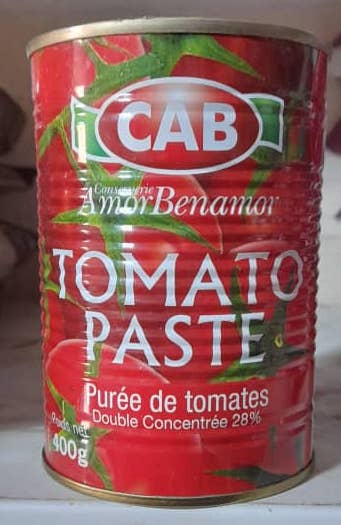 CAB
Conserverie
AmorBenamor
TOMATO
PASTE
Purée de tomates
Double Concentrée 28%
Poids net
400g